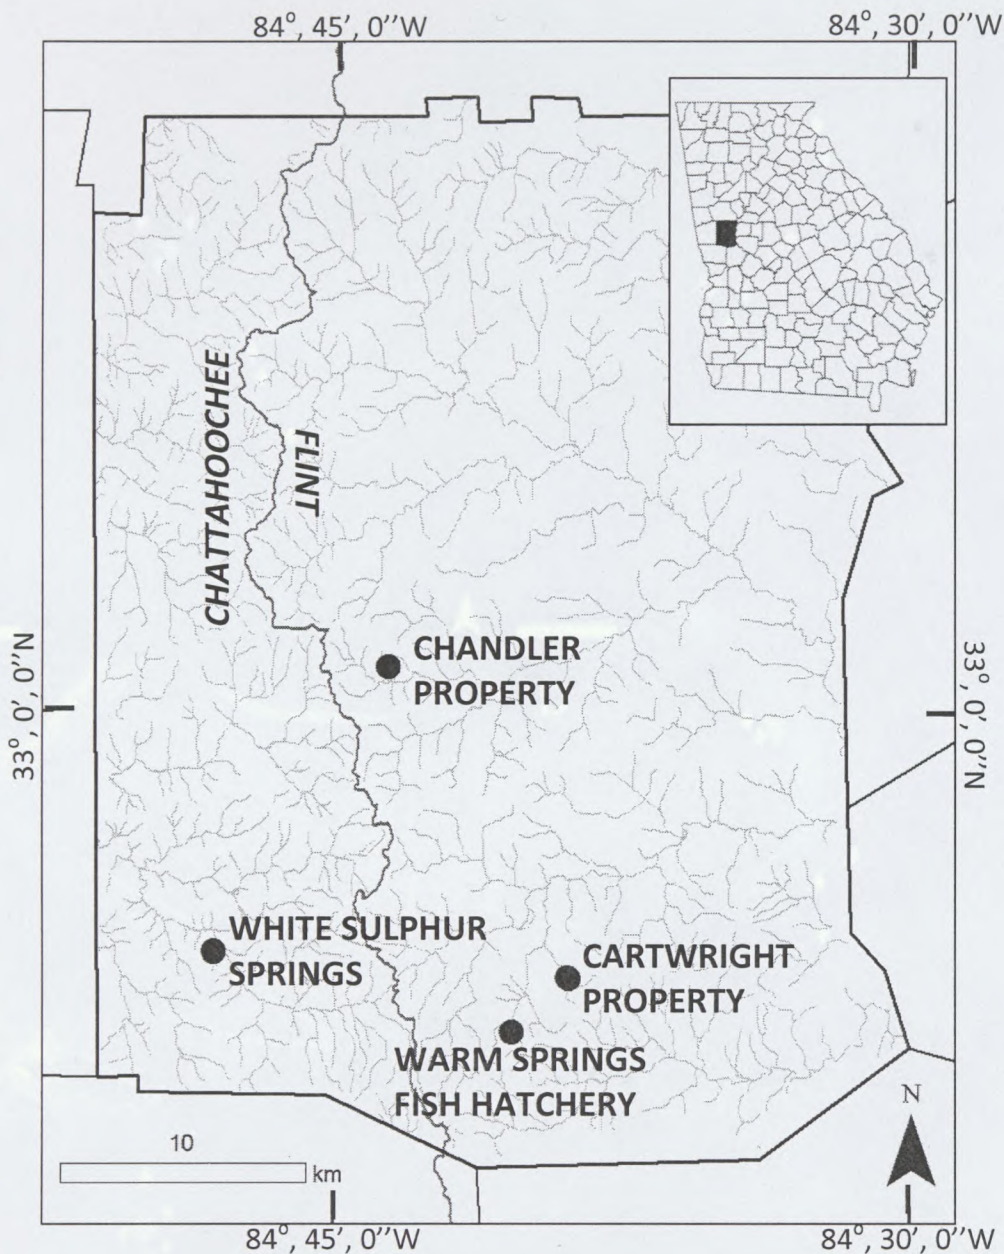 84°, 45', 0''W
84°, 30', 0''W
CHATTAHOOCHEE
FLINT
CHANDLER
PROPERTY
33°, 0', 0''N
33°, 0', 0''N
WHITE SULPHUR
SPRINGS
CARTWRIGHT
PROPERTY
WARM SPRINGS
FISH HATCHERY
N
10
km
84°, 45', 0''W
84°, 30', 0''W